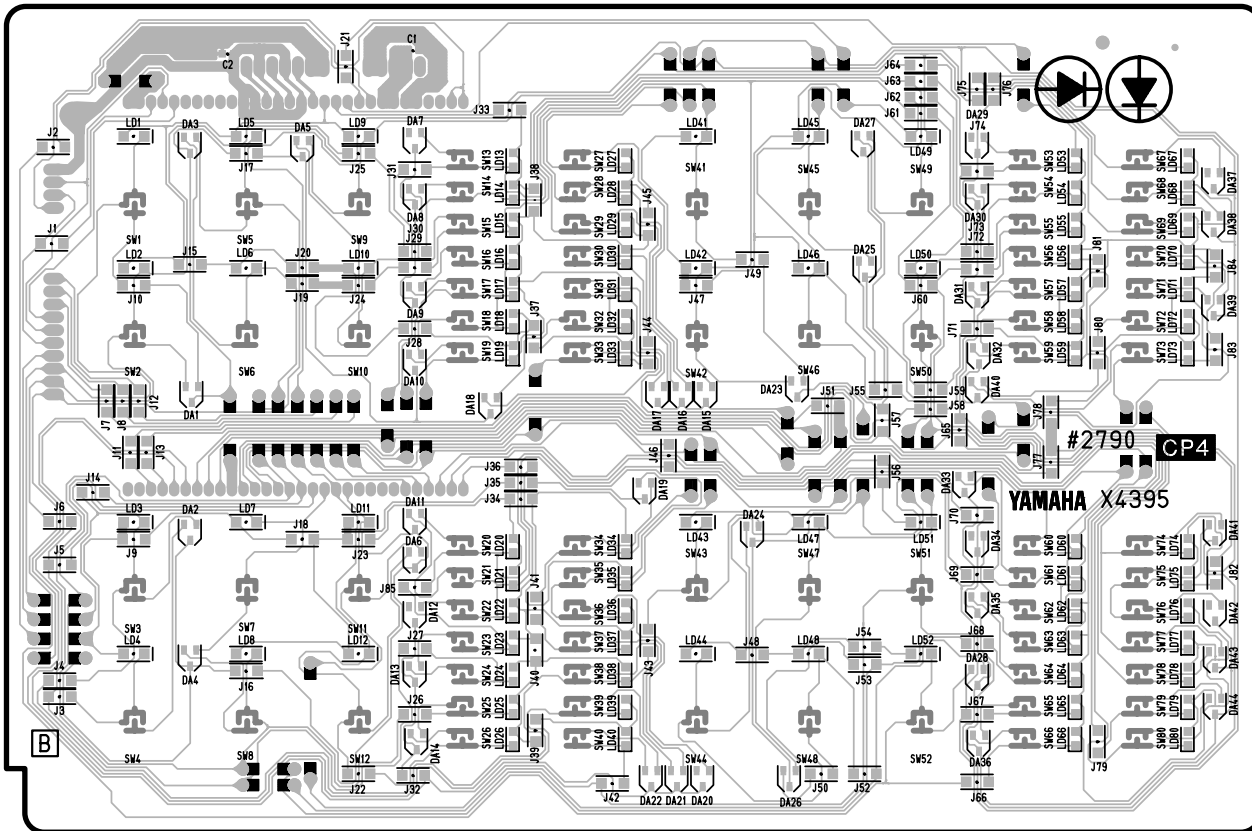 C2 J21 C1
J64
J63
J62
J61
J75 J76
J33
J2 LD1 DA3 LD5 DA5 LD9 DA7 LD41 LD45 DA27 LD49 DA29 J74
J17 J25 J31
SW13 LD13 J38 SW27 LD27 SW41 SW45 SW49 SW53 LD53 SW67 LD67
SW14 LD14 SW28 LD28 J45 SW54 LD54 SW68 LD68 DA37
DA8 DA30
J1 SW1 J15 SW5 J20 SW9 J30 SW15 LD15 SW29 LD29 J73 SW55 LD55 SW69 LD69 DA38
J29 J72
LD2 LD6 LD10 SW16 LD16 SW30 LD30 LD42 J49 LD46 DA25 LD50 SW56 LD56 J81 SW70 LD70 J84
J10 J19 J24 SW17 LD17 SW31 LD31 J47 J60 DA31 SW57 LD57 SW71 LD71 DA39
DA9 SW18 LD18 J37 SW32 LD32 J71 SW58 LD58 J80 SW72 LD72
J28 SW19 LD19 SW33 LD33 J44 DA32 SW59 LD59 SW73 LD73 J83
SW2 SW6 SW10 DA10 SW42 SW46 SW50
J7 J8 J12 DA1 DA18 DA17 DA16 DA15 DA23 J51 J55 J57 J59 J58 DA40 J78
J11 J13 J46 J65 J77 #2790 CP4
J14 J36
J35
J34 DA19 J56 DA33
YAMAHA X4395
J6 LD3 DA2 LD7 J18 LD11 DA11 LD43 DA24 LD47 LD51 J70 DA41
J5 J9 J23 DA6 SW20 LD20 SW34 LD34 SW43 SW47 SW51 DA34 SW60 LD60 SW74 LD74
J85 SW21 LD21 J41 SW35 LD35 J69 SW61 LD61 SW75 LD75 J82
DA12 SW22 LD22 SW36 LD36 DA35 SW62 LD62 SW76 LD76 DA42
SW3 SW7 SW11
LD4 LD8 LD12 J27 SW23 LD23 SW37 LD37 LD44 J48 LD48 J54 LD52 J68 SW63 LD63 SW77 LD77
J4 DA4 J16 DA13 SW24 LD24 J40 SW38 LD38 J43 J53 DA28 SW64 LD64 SW78 LD78 DA43
J3 J26 SW25 LD25 SW39 LD39 J67 SW65 LD65 SW79 LD79 DA44
B DA14 SW26 LD26 J39 SW40 LD40 SW66 LD66 J79 SW80 LD80
SW4 SW8 SW12 SW44 SW48 SW52 DA36
J22 J32 J42 DA22 DA21 DA20 DA26 J50 J52 J66